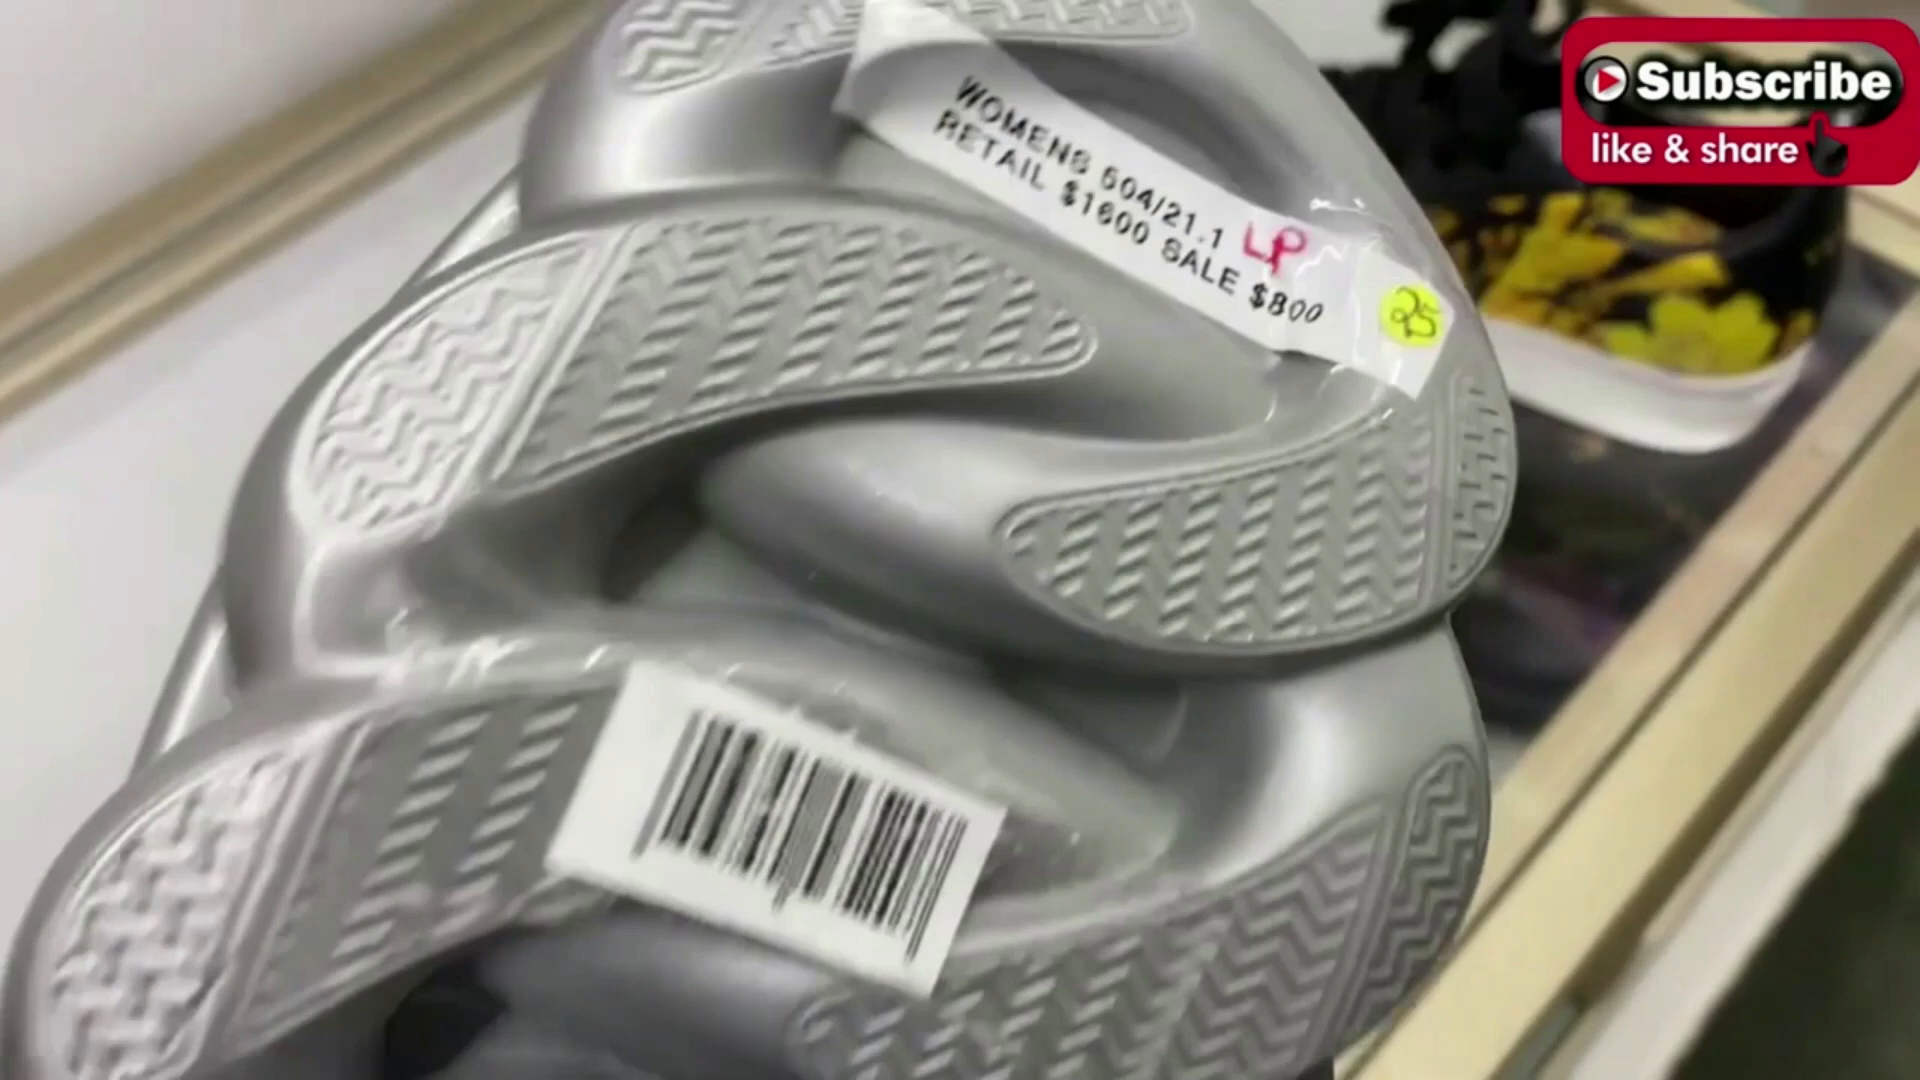 WOMENS 604/21.1 LP
RETAIL $1600 SALE $800
25
Subscribe
like & share